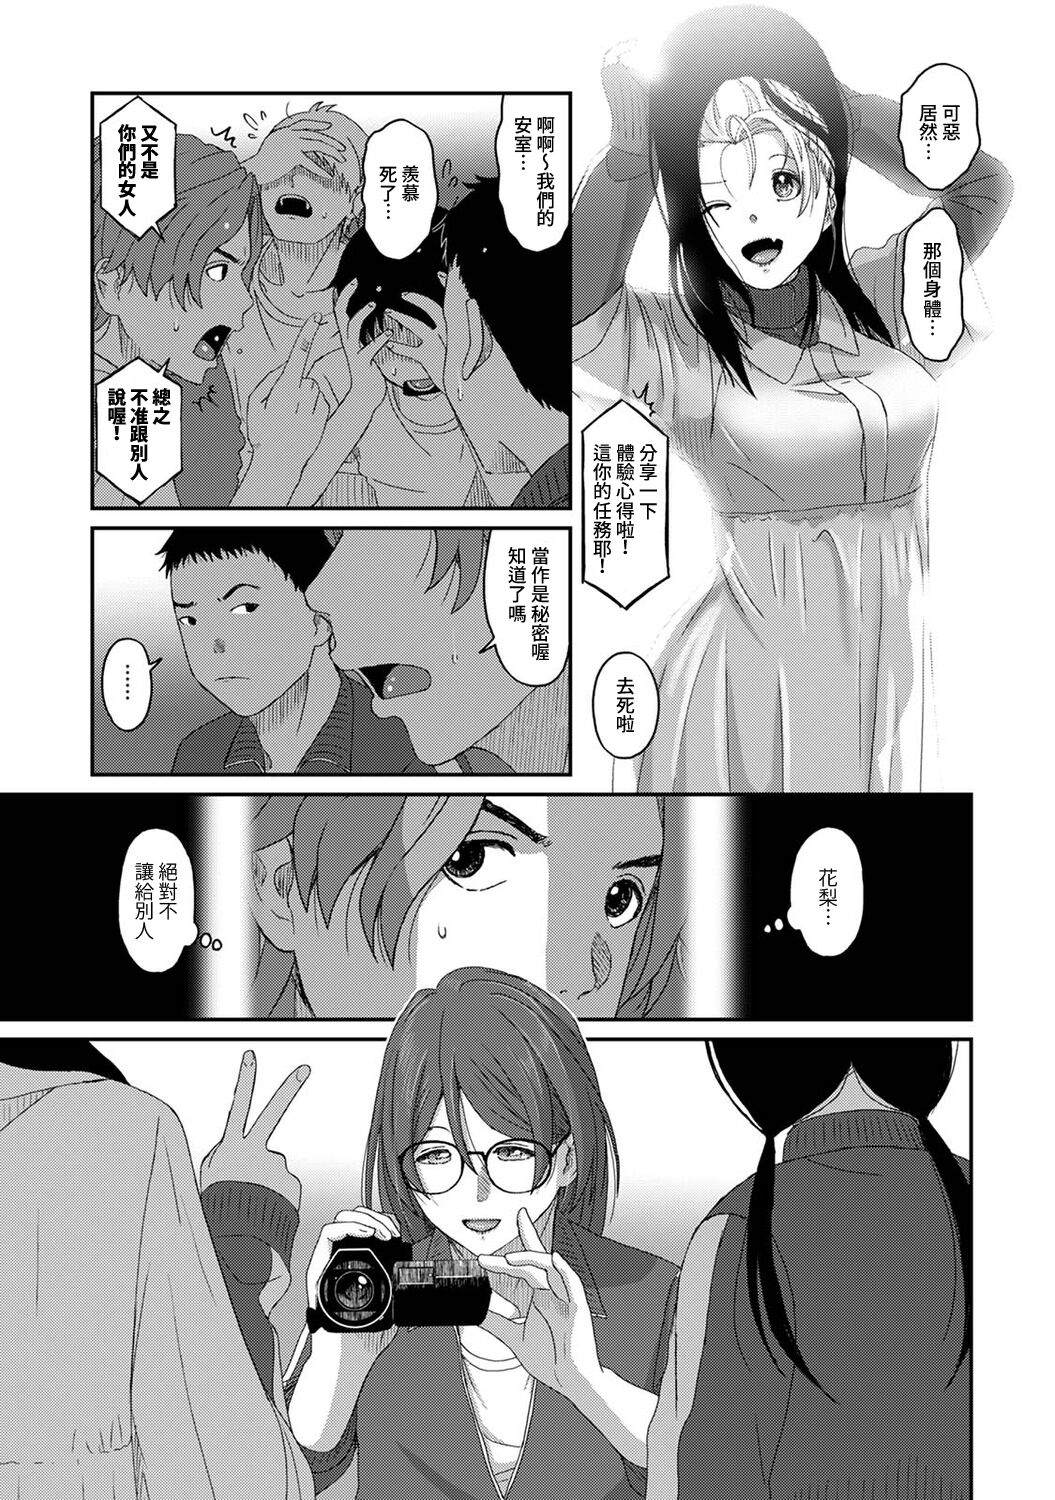 可惡
居然…
那個身體…
分享一下
體驗心得啦！
這你的任務耶！
去死啦
啊啊～我們的
安室…
羨慕
死了…
又不是
你們的女人
總之
不准跟別人
說喔！
當作是秘密喔
知道了嗎
……
花梨…
絕對不
讓給別人